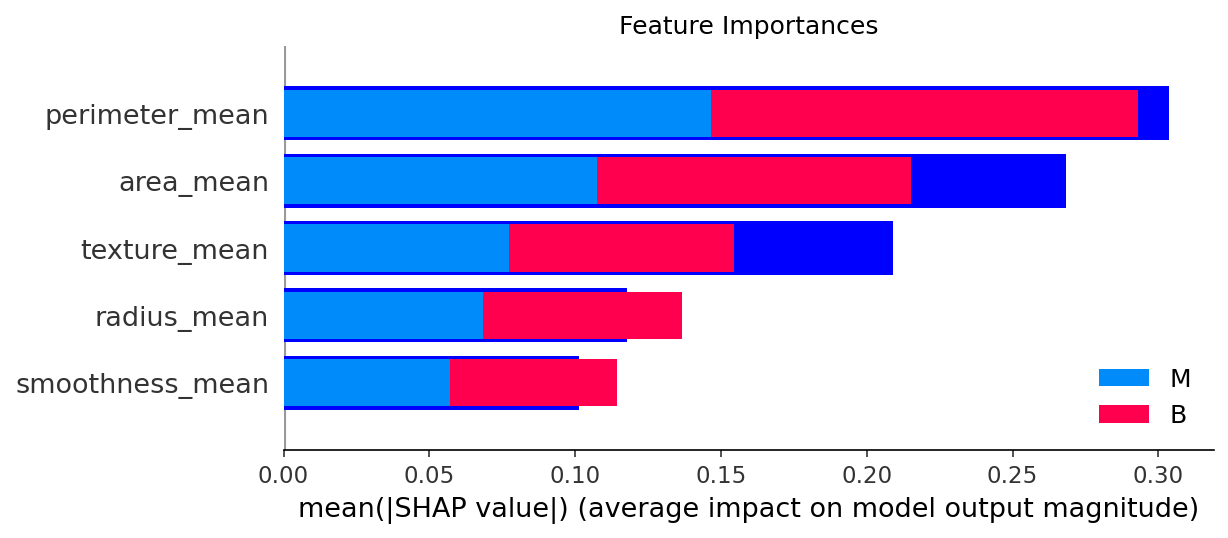 Feature Importances
perimeter_mean
area_mean
texture_mean
radius_mean
smoothness_mean
M
B
0.00 0.05 0.10 0.15 0.20 0.25 0.30
mean(|SHAP value|) (average impact on model output magnitude)